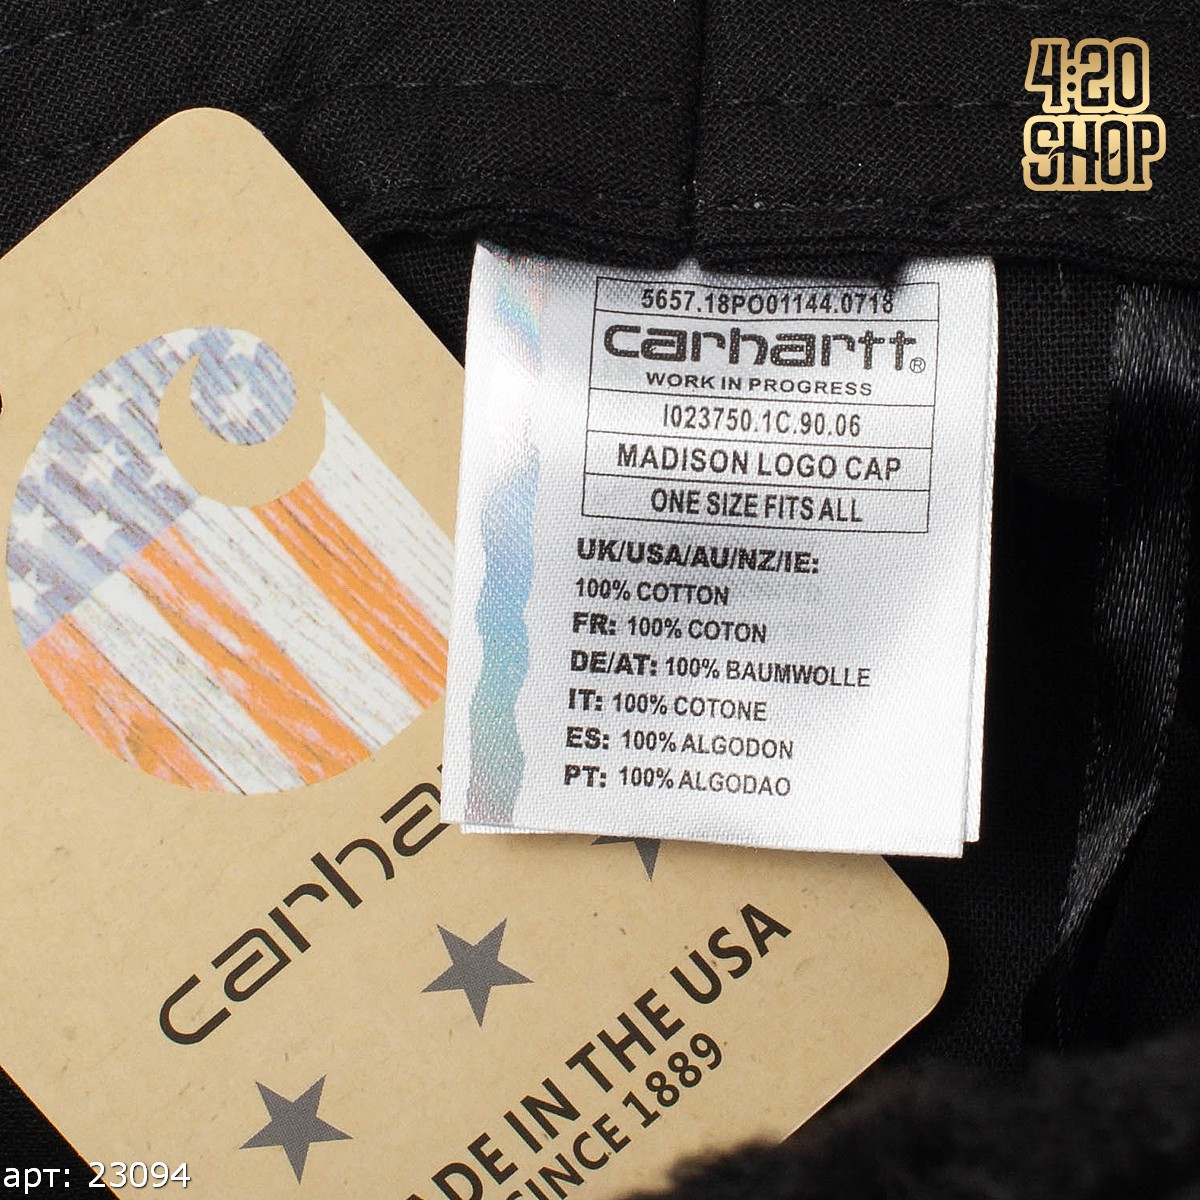 4:20
SHOP
5657.18PO01144.0718
carhartt®
WORK IN PROGRESS
I023750.1C.90.06
MADISON LOGO CAP
ONE SIZE FITS ALL
UK/USA/AU/NZ/IE:
100% COTTON
FR: 100% COTON
DE/AT: 100% BAUMWOLLE
IT: 100% COTONE
ES: 100% ALGODON
PT: 100% ALGODAO
carha
ADE IN THE USA
SINCE 1889
арт: 23094